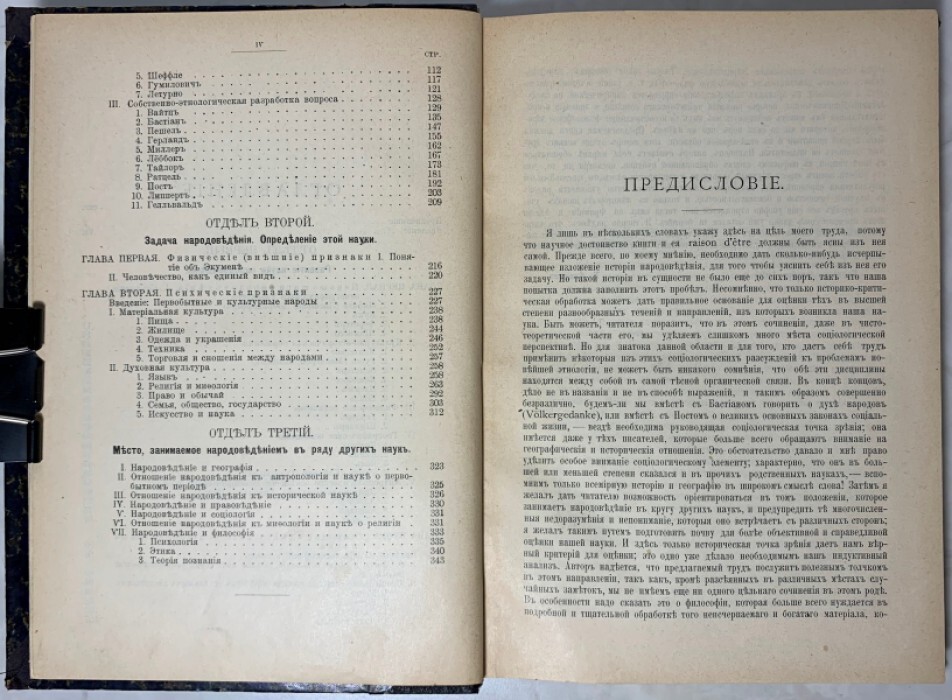 IV
СТР.
5. Шеффле . . . 112
6. Гумпловичъ . . . 117
7. Летурно . . . 121
III. Собственно-этнологическая разработка вопроса . . . 128
1. Вайтцъ . . . 129
2. Бастіанъ . . . 135
3. Пешель . . . 147
4. Герландъ . . . 155
5. Миллеръ . . . 162
6. Лёббокъ . . . 167
7. Тайлоръ . . . 173
8. Ратцель . . . 181
9. Постъ . . . 192
10. Липпертъ . . . 203
11. Гелльвальдъ . . . 209
ОТДѢЛЪ ВТОРОЙ.
Задача народовѣдѣнія. Опредѣленіе этой науки.
ГЛАВА ПЕРВАЯ. Физическіе (внѣшніе) признаки I. Поня-
тіе объ Экуменѣ . . . 216
II. Человѣчество, какъ единый видъ . . . 220
ГЛАВА ВТОРАЯ. Психическіе признаки . . . 227
Введеніе: Первобытные и культурные народы . . . 227
I. Матеріальная культура . . . 238
1. Пища . . . 238
2. Жилище . . . 244
3. Одежда и украшенія . . . 246
4. Техника . . . 252
5. Торговля и сношенія между народами . . . 257
II. Духовная культура . . . 258
1. Языкъ . . . 258
2. Религія и миѳологія . . . 263
3. Право и обычай . . . 292
4. Семья, общество, государство . . . 303
5. Искусство и наука . . . 312
ОТДѢЛЪ ТРЕТІЙ.
Мѣсто, занимаемое народовѣдѣніемъ въ ряду другихъ наукъ.
I. Народовѣдѣніе и географія . . . 323
II. Отношеніе народовѣдѣнія къ антропологіи и наукѣ о перво-
бытномъ періодѣ . . . 325
III. Отношеніе народовѣдѣнія къ исторической наукѣ . . . 326
IV. Народовѣдѣніе и правовѣдѣніе . . . 330
V. Народовѣдѣніе и соціологія . . . 331
VI. Отношеніе народовѣдѣнія къ миѳологіи и наукѣ о религіи . . . 331
VII. Народовѣдѣніе и философія . . . 333
1. Психологія . . . 335
2. Этика . . . 340
3. Теорія познанія . . . 343
ПРЕДИСЛОВІЕ.
Я лишь въ нѣсколькихъ словахъ укажу здѣсь на цѣль моего труда, потому
что научное достоинство книги и ея raison d'être должны быть ясны изъ нея
самой. Прежде всего, по моему мнѣнію, необходимо дать сколько-нибудь исчерпы-
вающее изложеніе исторіи народовѣдѣнія, для того чтобы уяснить себѣ изъ нея его
задачу. Но такой исторіи въ сущности не было еще до сихъ поръ, такъ что наша
попытка должна заполнить этотъ пробѣлъ. Несомнѣнно, что только историко-крити-
ческая обработка можетъ дать правильное основаніе для оцѣнки тѣхъ въ высшей
степени разнообразныхъ теченій и направленій, изъ которыхъ возникла наша на-
ука. Быть можетъ, читателя поразитъ, что въ этомъ сочиненіи, даже въ чисто-
теоретической части его, мы удѣляемъ слишкомъ много мѣста соціологической
перспективѣ. Но для знатока данной области и для того, кто дастъ себѣ трудъ
примѣнить нѣкоторыя изъ этихъ соціологическихъ разсужденій къ проблемамъ но-
вѣйшей этнологіи, не можетъ быть никакого сомнѣнія, что обѣ эти дисциплины
находятся между собой въ самой тѣсной органической связи. Въ концѣ концовъ,
дѣло не въ названіи и не въ способѣ выраженій, и такимъ образомъ совершенно
безразлично, будемъ-ли мы вмѣстѣ съ Бастіаномъ говорить о духѣ народовъ
(Völkergedanke), или вмѣстѣ съ Постомъ о великихъ основныхъ законахъ соціаль-
ной жизни, — вездѣ необходима руководящая соціологическая точка зрѣнія; она
имѣется даже у тѣхъ писателей, которые больше всего обращаютъ вниманіе на
географическія и историческія отношенія. Это обстоятельство давало и мнѣ право
удѣлить особое вниманіе соціологическому элементу; характерно, что онъ въ боль-
шей или меньшей степени сказался и въ прочихъ родственныхъ наукахъ, — вспо-
мнимъ только всемірную исторію и географію въ широкомъ смыслѣ слова! Затѣмъ я
желалъ дать читателю возможность оріентироваться въ томъ положеніи, которое
занимаетъ народовѣдѣніе въ кругу другихъ наукъ, и предупредить тѣ многочислен-
ныя недоразумѣнія и непониманіе, которыя оно встрѣчаетъ съ различныхъ сторонъ;
я желалъ такимъ путемъ подготовить почву для болѣе объективной и справедливой
оцѣнки нашей науки. И здѣсь только историческая точка зрѣнія даетъ намъ вѣр-
ный критерій для оцѣнки; это одно уже дѣлало необходимымъ нашъ индуктивный
анализъ. Авторъ надѣется, что предлагаемый трудъ послужитъ полезнымъ толчкомъ
въ этомъ направленіи, такъ какъ, кромѣ разсѣянныхъ въ различныхъ мѣстахъ слу-
чайныхъ замѣтокъ, мы не имѣемъ еще ни одного цѣльнаго сочиненія въ этомъ родѣ.
Въ особенности надо сказать это о философіи, которая больше всего нуждается въ
подробной и тщательной обработкѣ того неисчерпаемаго и богатаго матеріала, ко-